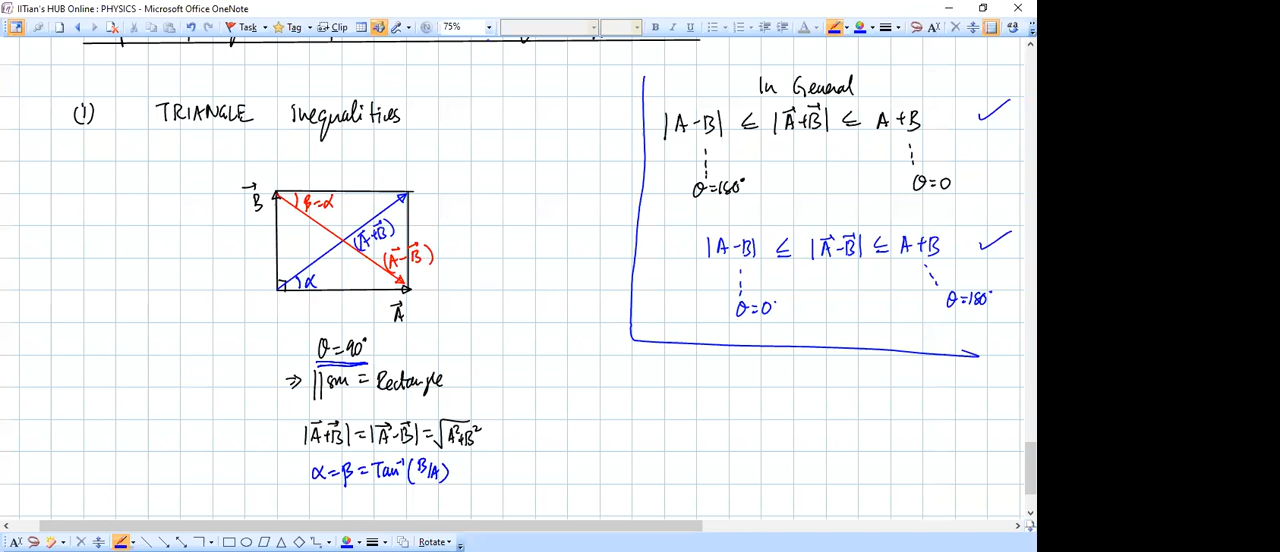 IITian's HUB Online : PHYSICS - Microsoft Office OneNote
Task Tag Clip 75% B I U
(1) TRIANGLE Inequalities
In General
|A-B| ≤ |A⃗+B⃗| ≤ A+B ✓
θ=180° θ=0
B⃗ β=α
(A⃗+B⃗)
(A⃗-B⃗)
α
A⃗
|A-B| ≤ |A⃗-B⃗| ≤ A+B ✓
θ=0° θ=180°
θ=90°
⇒ ||gm = Rectangle
|A⃗+B⃗| = |A⃗-B⃗| = √A²+B²
α=β=Tan⁻¹(B/A)
Rotate